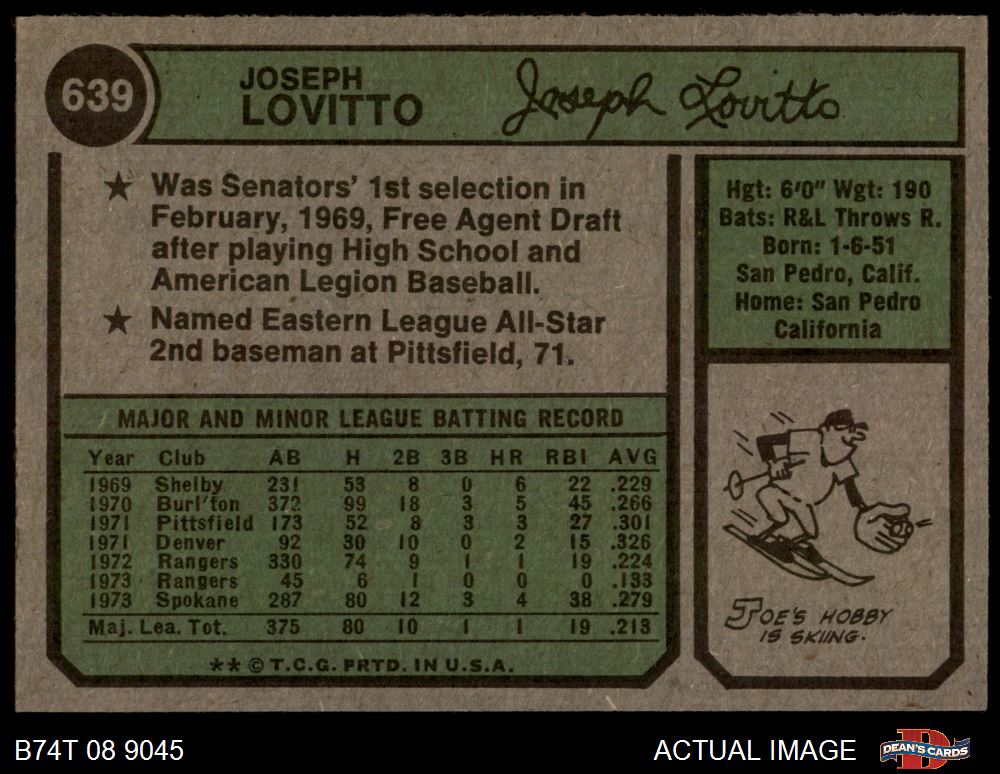 639
JOSEPH
LOVITTO
Joseph Lovitto
★ Was Senators' 1st selection in
February, 1969, Free Agent Draft
after playing High School and
American Legion Baseball.
★ Named Eastern League All-Star
2nd baseman at Pittsfield, 71.
Hgt: 6'0" Wgt: 190
Bats: R&L Throws R.
Born: 1-6-51
San Pedro, Calif.
Home: San Pedro
California
MAJOR AND MINOR LEAGUE BATTING RECORD
Year Club AB H 2B 3B HR RBI AVG
1969 Shelby 231 53 8 0 6 22 .229
1970 Burl'ton 372 99 18 3 5 45 .266
1971 Pittsfield 173 52 8 3 3 27 .301
1971 Denver 92 30 10 0 2 15 .326
1972 Rangers 330 74 9 1 1 19 .224
1973 Rangers 45 6 1 0 0 0 .133
1973 Spokane 287 80 12 3 4 38 .279
Maj. Lea. Tot. 375 80 10 1 1 19 .213
** © T.C.G. PRTD. IN U.S.A.
JOE'S HOBBY
IS SKIING.
B74T 08 9045
ACTUAL IMAGE
DEAN'S CARDS